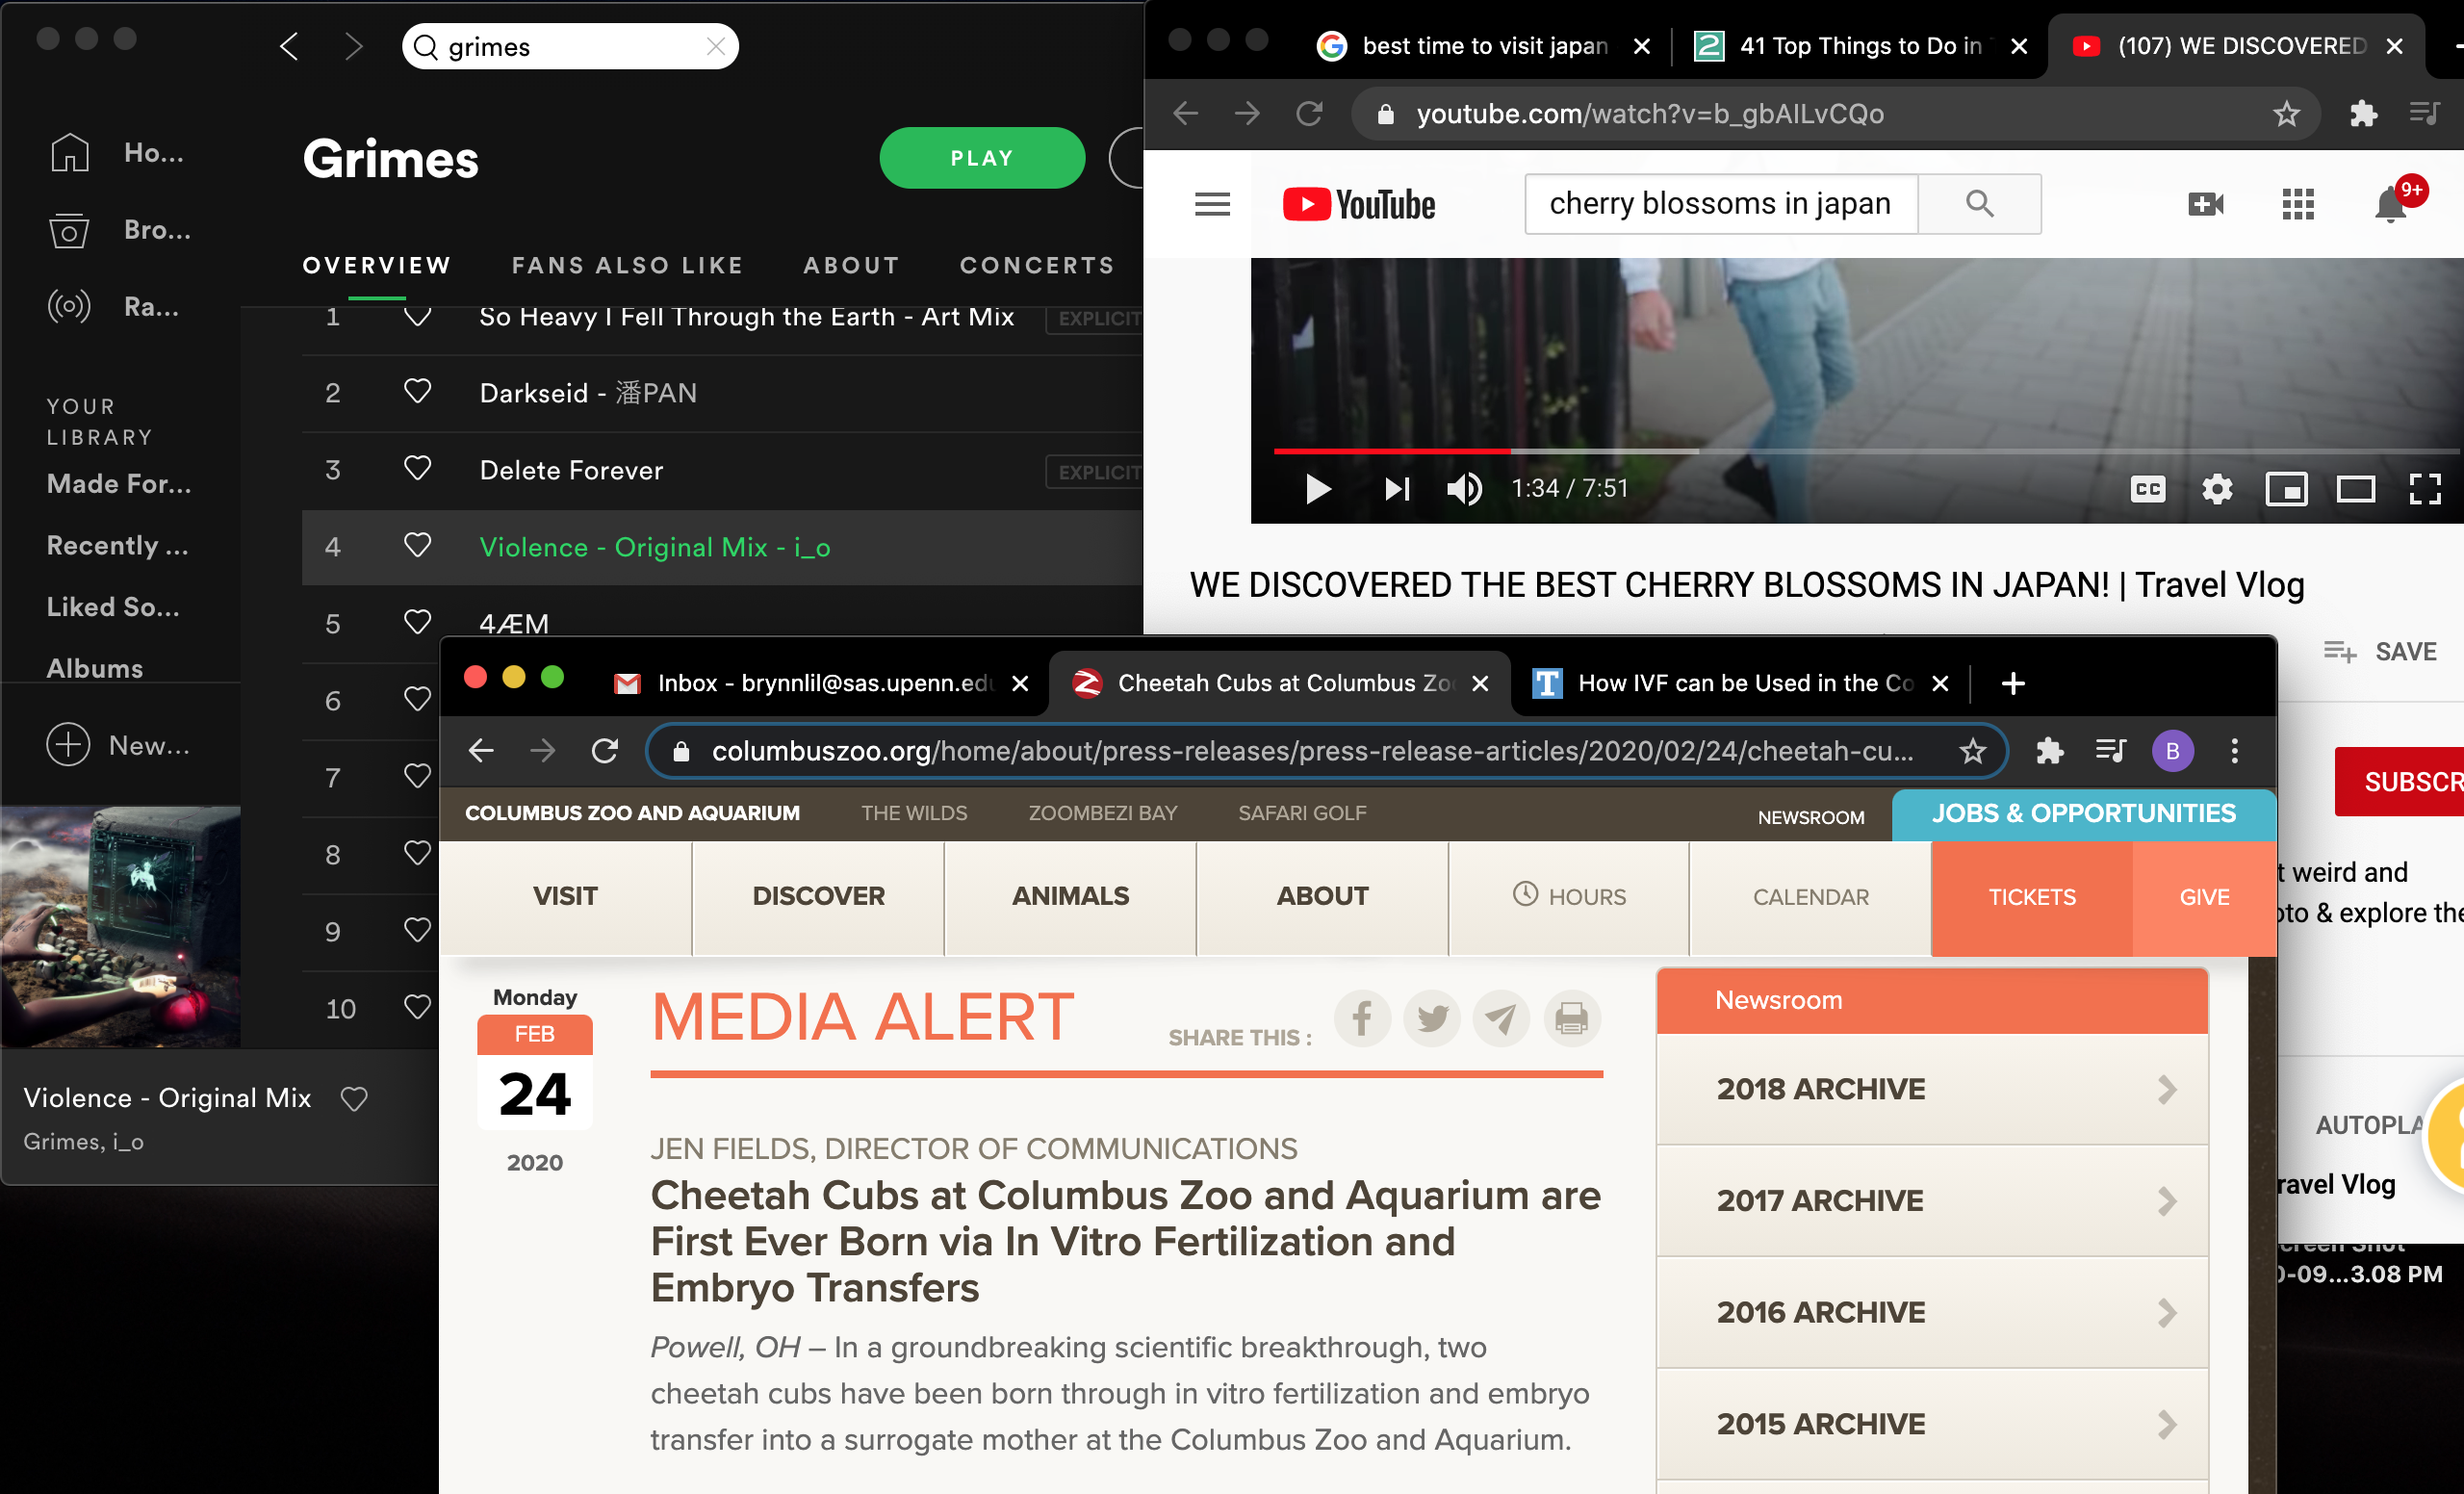 grimes
Ho...
Bro...
Ra...
YOUR
LIBRARY
Made For...
Recently ...
Liked So...
Albums
New...
Grimes
PLAY
OVERVIEW FANS ALSO LIKE ABOUT CONCERTS
1 So Heavy I Fell Through the Earth - Art Mix EXPLICIT
2 Darkseid - 潘PAN
3 Delete Forever EXPLICIT
4 Violence - Original Mix - i_o
5 4ÆM
6
7
8
9
10
Violence - Original Mix
Grimes, i_o
best time to visit japan
41 Top Things to Do in
(107) WE DISCOVERED
youtube.com/watch?v=b_gbAILvCQo
YouTube
cherry blossoms in japan
9+
1:34 / 7:51
CC
WE DISCOVERED THE BEST CHERRY BLOSSOMS IN JAPAN! | Travel Vlog
SAVE
SUBSCR
t weird and
oto & explore the
AUTOPLA
ravel Vlog
creen Shot
0-09...3.08 PM
Inbox - brynnlil@sas.upenn.edu
Cheetah Cubs at Columbus Zoo
How IVF can be Used in the Co
columbuszoo.org/home/about/press-releases/press-release-articles/2020/02/24/cheetah-cu...
B
COLUMBUS ZOO AND AQUARIUM THE WILDS ZOOMBEZI BAY SAFARI GOLF NEWSROOM JOBS & OPPORTUNITIES
VISIT DISCOVER ANIMALS ABOUT HOURS CALENDAR TICKETS GIVE
Monday
FEB
24
2020
MEDIA ALERT
SHARE THIS :
JEN FIELDS, DIRECTOR OF COMMUNICATIONS
Cheetah Cubs at Columbus Zoo and Aquarium are
First Ever Born via In Vitro Fertilization and
Embryo Transfers
Powell, OH – In a groundbreaking scientific breakthrough, two
cheetah cubs have been born through in vitro fertilization and embryo
transfer into a surrogate mother at the Columbus Zoo and Aquarium.
Newsroom
2018 ARCHIVE
2017 ARCHIVE
2016 ARCHIVE
2015 ARCHIVE